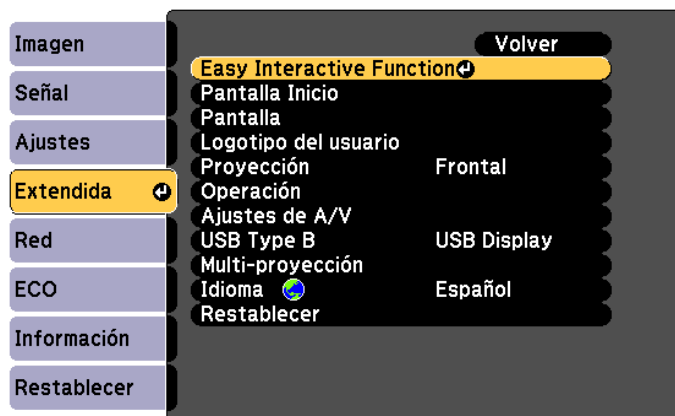 Imagen
Señal
Ajustes
Extendida
Red
ECO
Información
Restablecer
Volver
Easy Interactive Function
Pantalla Inicio
Pantalla
Logotipo del usuario
Proyección Frontal
Operación
Ajustes de A/V
USB Type B USB Display
Multi-proyección
Idioma Español
Restablecer